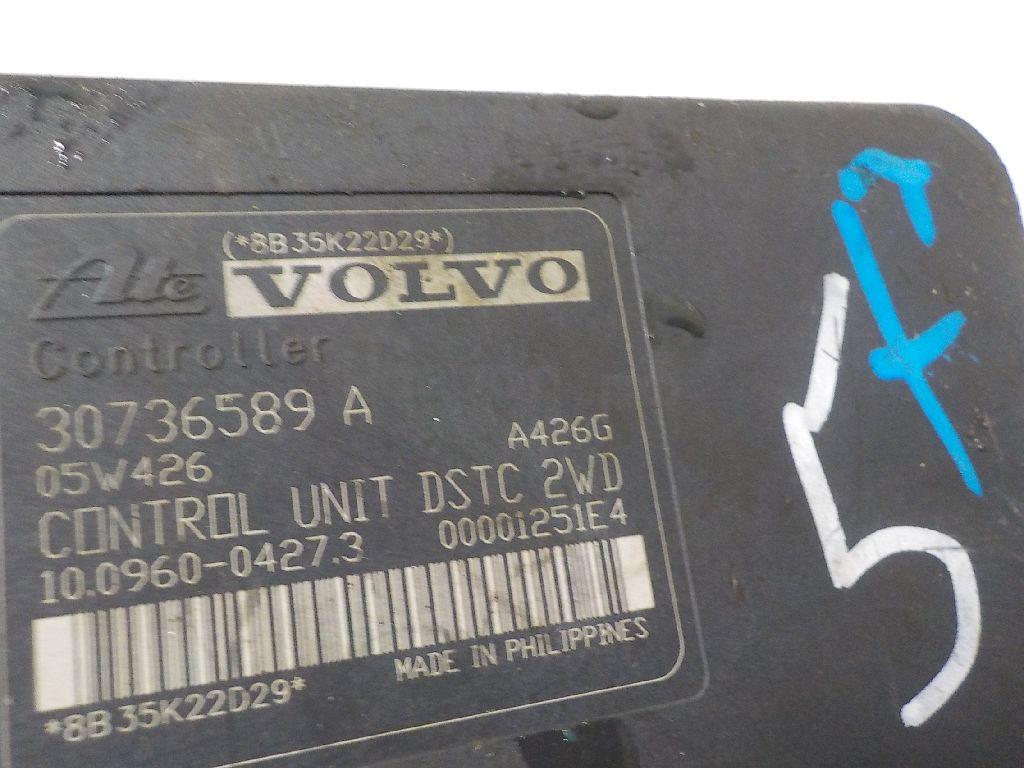 (*8B35K22D29*)
Ate VOLVO
Controller
30736589 A
05W426 A426G
CONTROL UNIT DSTC 2WD
10.0960-0427.3 00001251E4
MADE IN PHILIPPINES
*8B35K22D29*
5